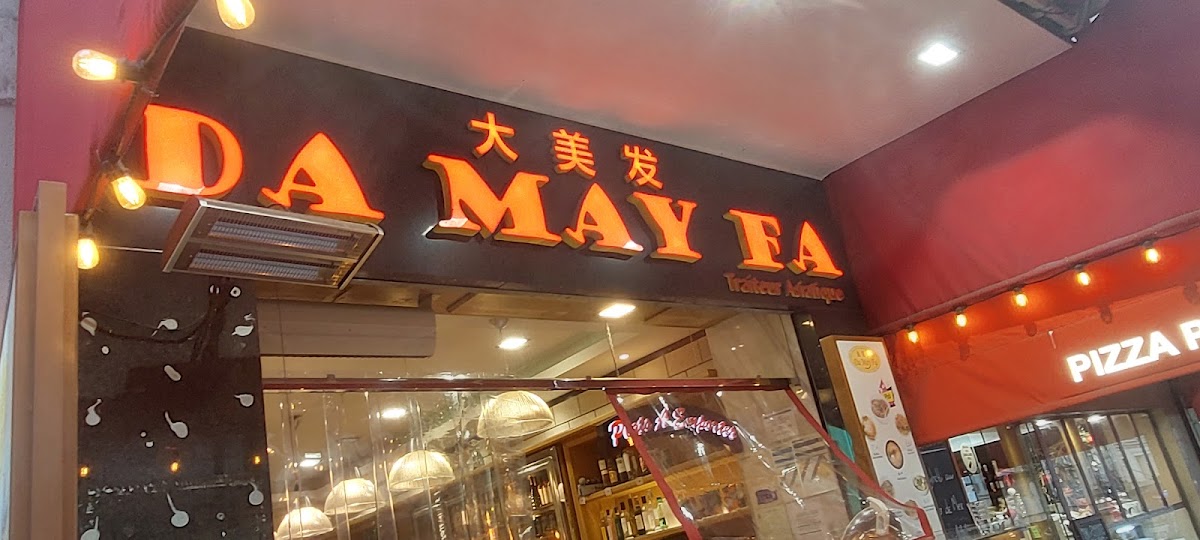 大美发
DA MAY FA
Traiteur Asiatique
Plats A Emporter
PIZZA P